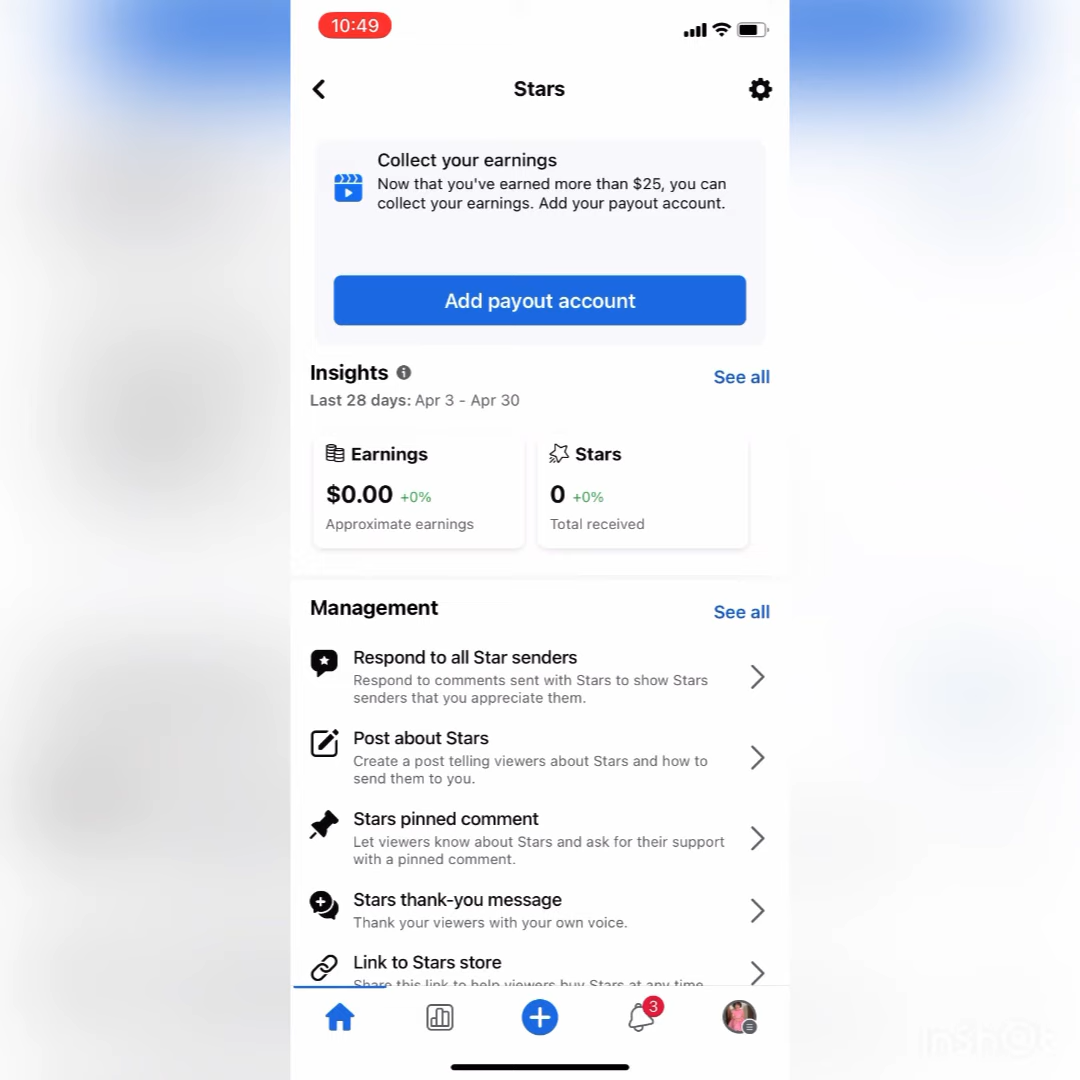 10:49
Stars
Collect your earnings
Now that you've earned more than $25, you can
collect your earnings. Add your payout account.
Add payout account
Insights
See all
Last 28 days: Apr 3 - Apr 30
Earnings
$0.00 +0%
Approximate earnings
Stars
0 +0%
Total received
Management
See all
Respond to all Star senders
Respond to comments sent with Stars to show Stars
senders that you appreciate them.
Post about Stars
Create a post telling viewers about Stars and how to
send them to you.
Stars pinned comment
Let viewers know about Stars and ask for their support
with a pinned comment.
Stars thank-you message
Thank your viewers with your own voice.
Link to Stars store
Share this link to help viewers buy Stars at any time
3